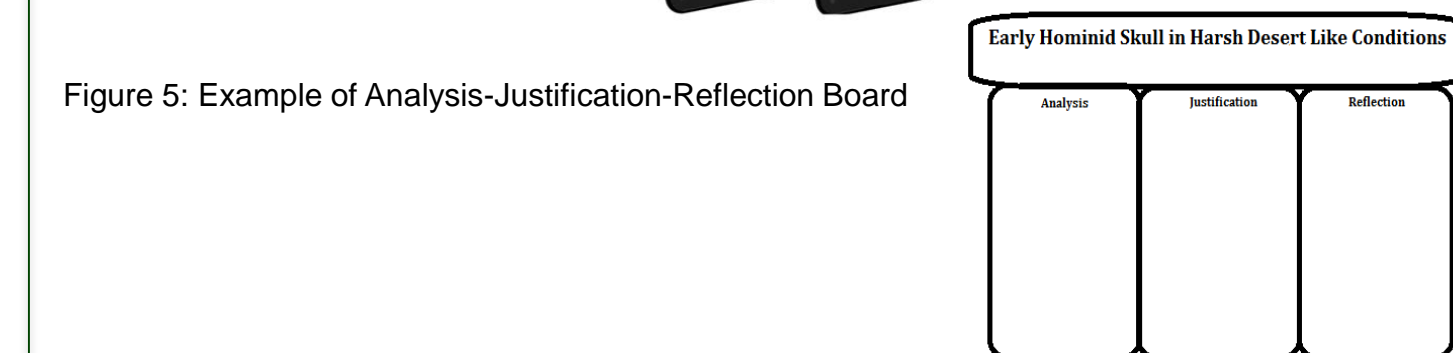 Early Hominid Skull in Harsh Desert Like Conditions
Figure 5: Example of Analysis-Justification-Reflection Board
Analysis
Justification
Reflection